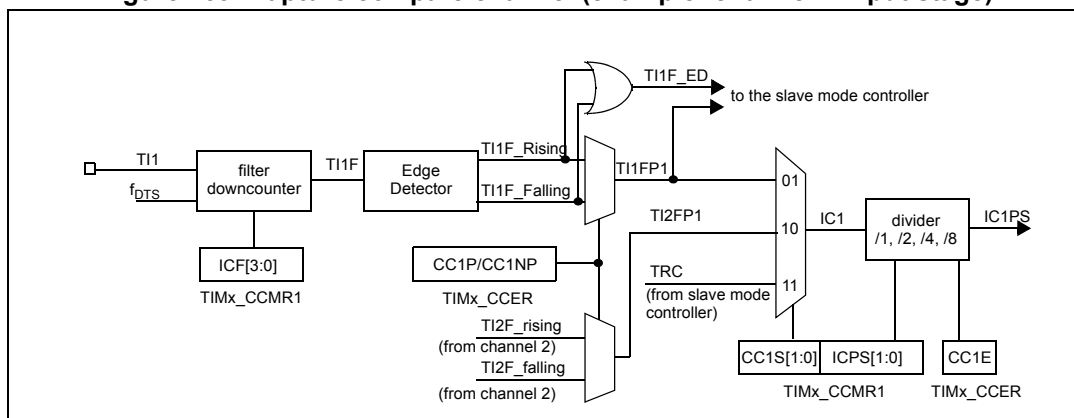 TI1F_ED
to the slave mode controller
TI1
TI1F
TI1F_Rising
TI1FP1
filter
downcounter
Edge
Detector
TI1F_Falling
fDTS
01
TI2FP1
10
IC1
divider
/1, /2, /4, /8
IC1PS
ICF[3:0]
TIMx_CCMR1
CC1P/CC1NP
TIMx_CCER
TRC
11
(from slave mode
controller)
TI2F_rising
(from channel 2)
TI2F_falling
(from channel 2)
CC1S[1:0]
ICPS[1:0]
CC1E
TIMx_CCMR1
TIMx_CCER